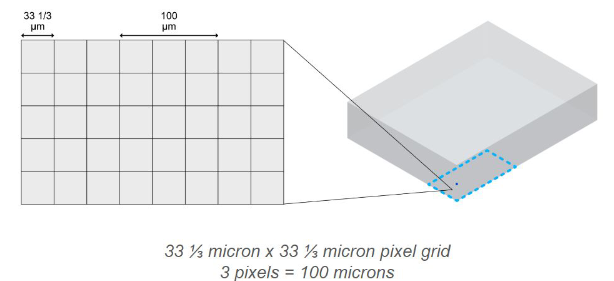 33 1/3
µm
100
µm
33 ⅓ micron x 33 ⅓ micron pixel grid
3 pixels = 100 microns